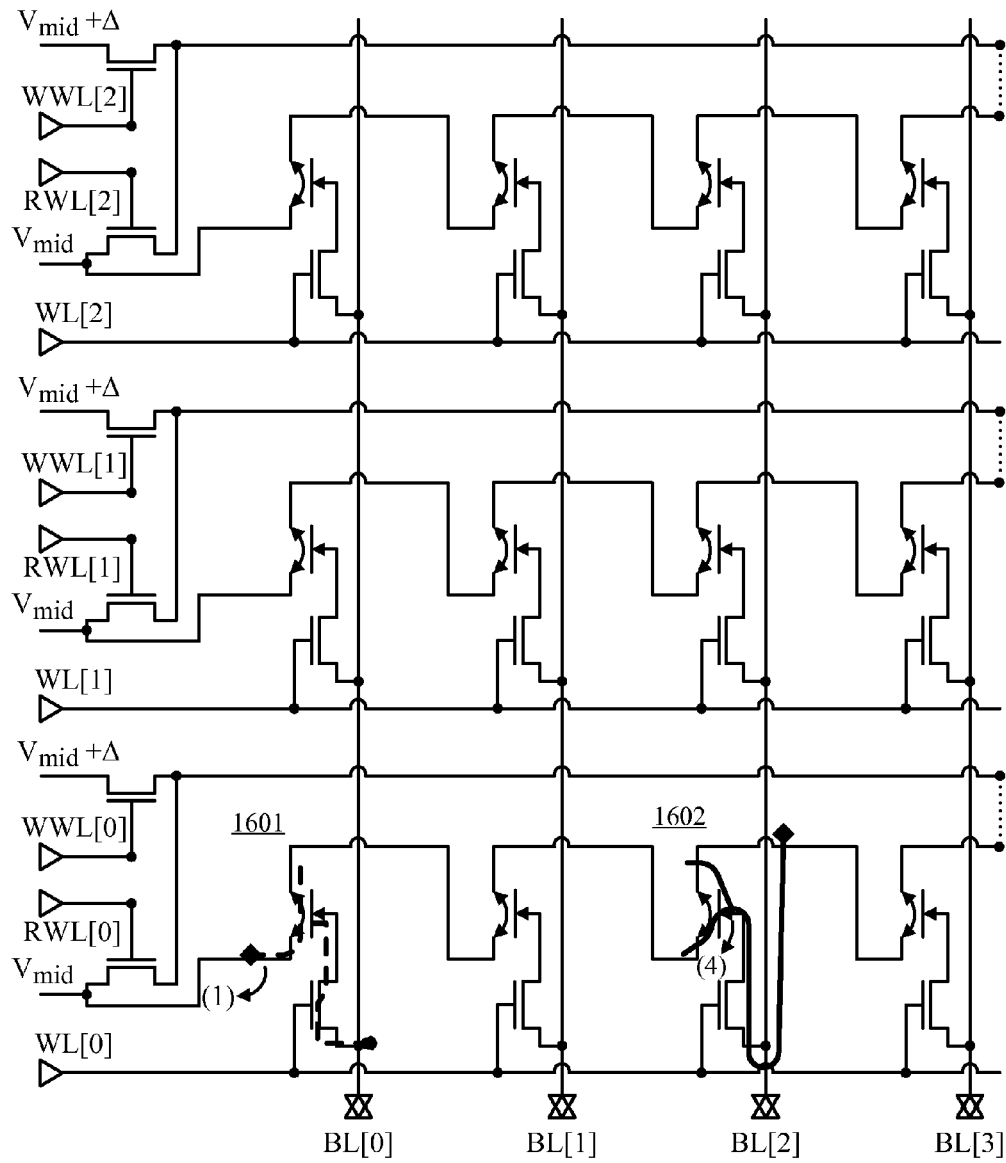 Vmid +Δ
WWL[2]
RWL[2]
Vmid
WL[2]
Vmid +Δ
WWL[1]
RWL[1]
Vmid
WL[1]
Vmid +Δ
1601
1602
WWL[0]
RWL[0]
Vmid
(1)
(4)
WL[0]
BL[0]
BL[1]
BL[2]
BL[3]